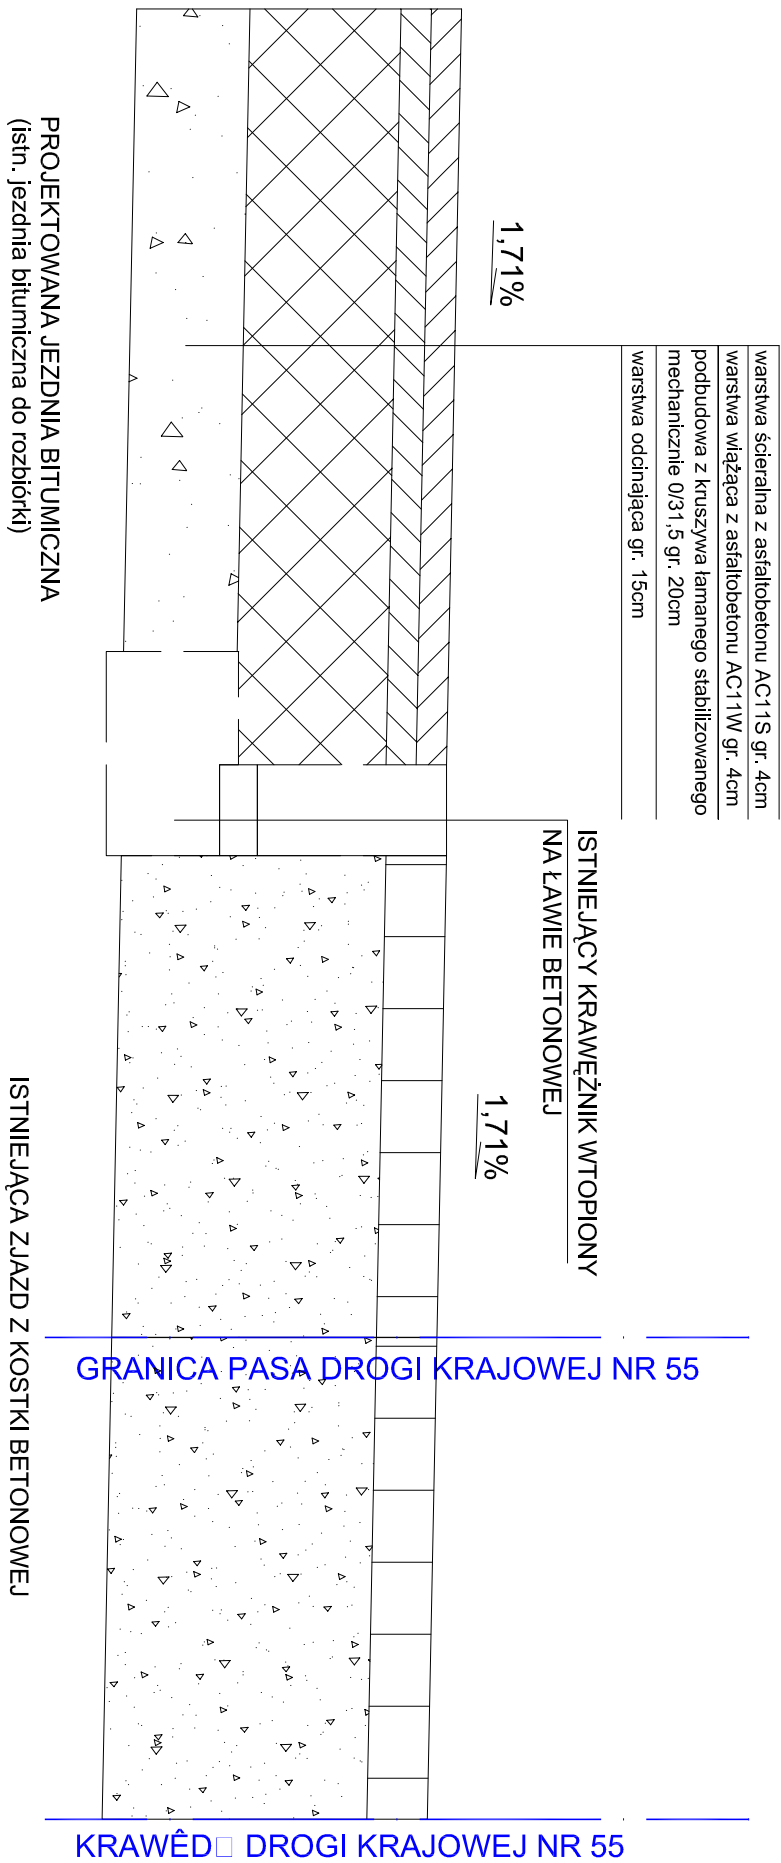 warstwa ścieralna z asfaltobetonu AC11S gr. 4cm
warstwa wiążąca z asfaltobetonu AC11W gr. 4cm
podbudowa z kruszywa łamanego stabilizowanego
mechanicznie 0/31,5 gr. 20cm
warstwa odcinająca gr. 15cm
1,71%
ISTNIEJĄCY KRAWĘŻNIK WTOPIONY
NA ŁAWIE BETONOWEJ
1,71%
PROJEKTOWANA JEZDNIA BITUMICZNA
(istn. jezdnia bitumiczna do rozbiórki)
ISTNIEJĄCA ZJAZD Z KOSTKI BETONOWEJ
GRANICA PASA DROGI KRAJOWEJ NR 55
KRAWÊD□ DROGI KRAJOWEJ NR 55